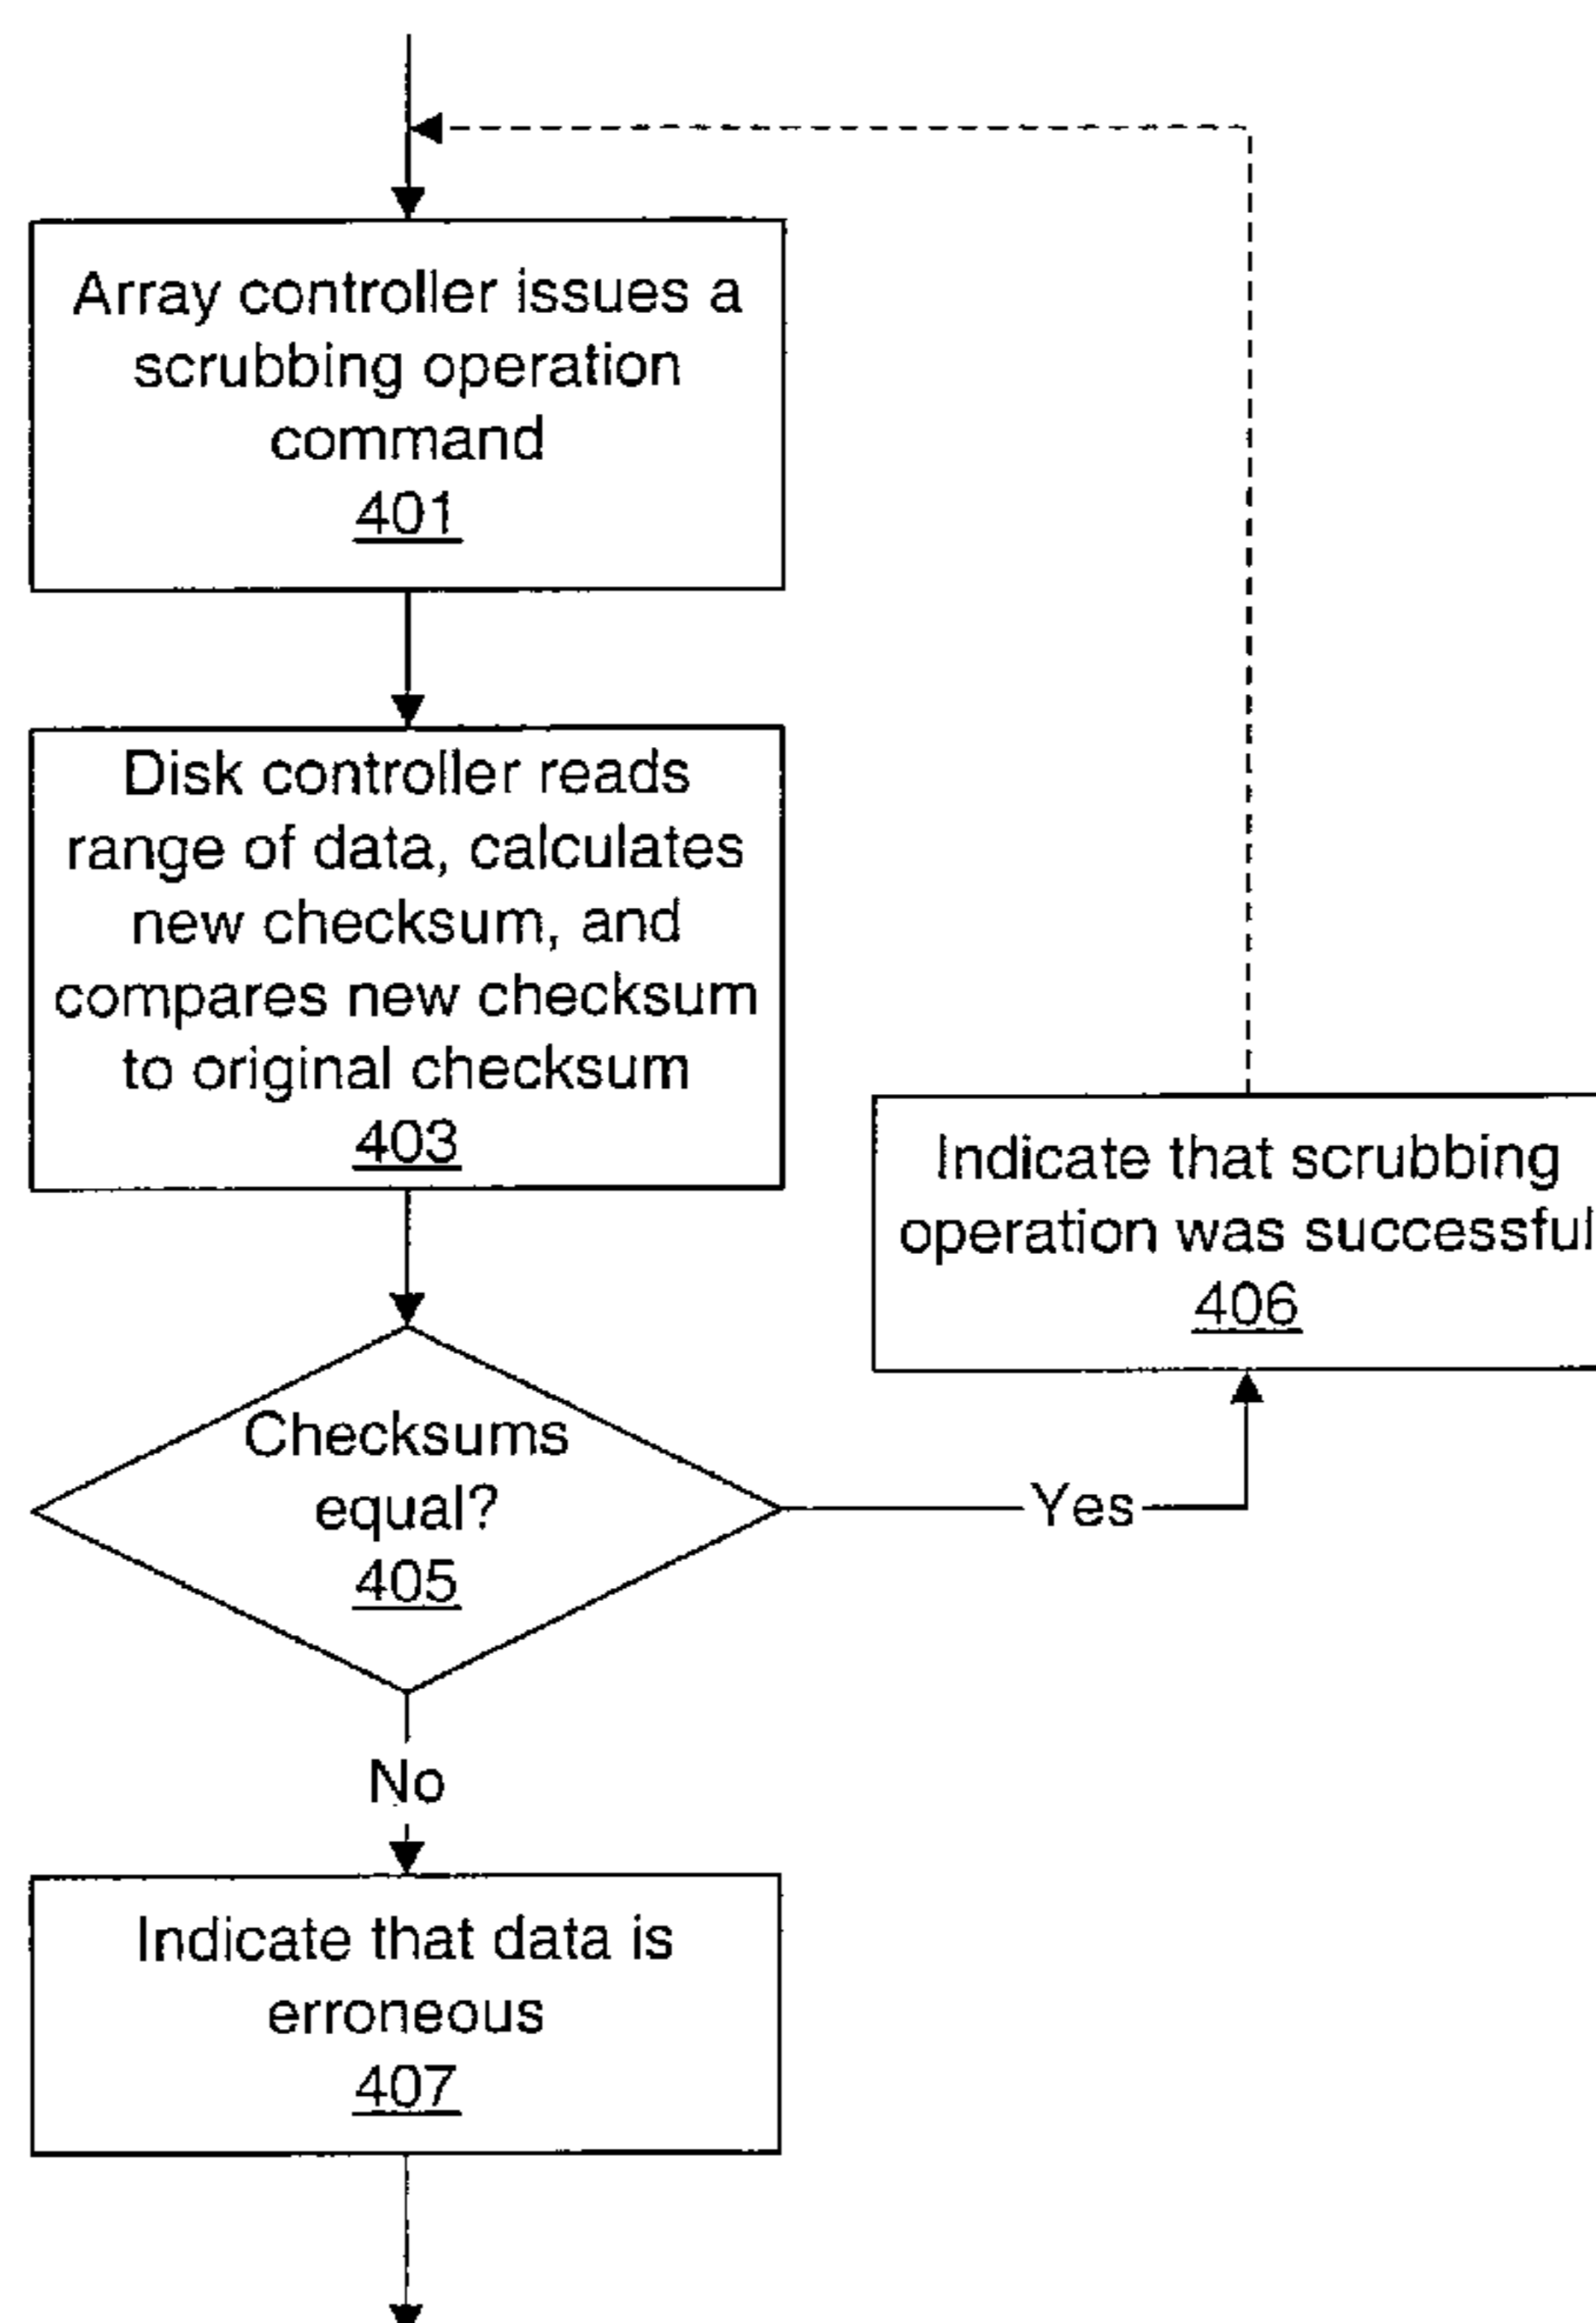 Array controller issues a
scrubbing operation
command
401
Disk controller reads
range of data, calculates
new checksum, and
compares new checksum
to original checksum
403
Indicate that scrubbing
operation was successful
406
Checksums
equal?
405
Yes
No
Indicate that data is
erroneous
407